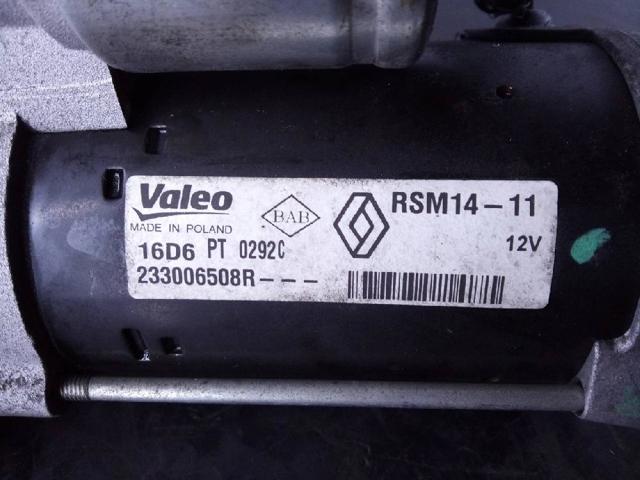 Valeo
MADE IN POLAND
BAB
RSM14-11
12V
16D6 PT 0292C
233006508R---